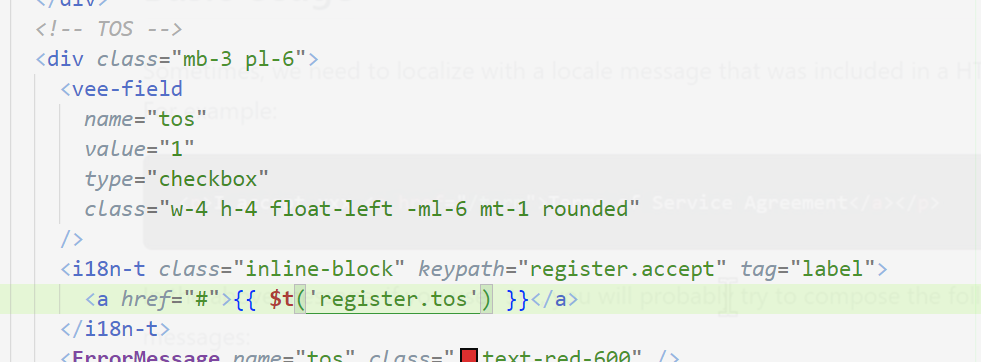 </div>
<!-- TOS -->
<div class="mb-3 pl-6">
Sometimes, we need to localize with a locale message that was included in a HT
<vee-field
For example:
name="tos"
value="1"
type="checkbox"
class="w-4 h-4 float-left -ml-6 mt-1 rounded"
Service Agreement</a></p>
/>
<i18n-t class="inline-block" keypath="register.accept" tag="label">
<a href="#">{{ $t('register.tos') }}</a>
will probably try to compose the foll
</i18n-t>
messages:
<ErrorMessage name="tos" class="text-red-600" />